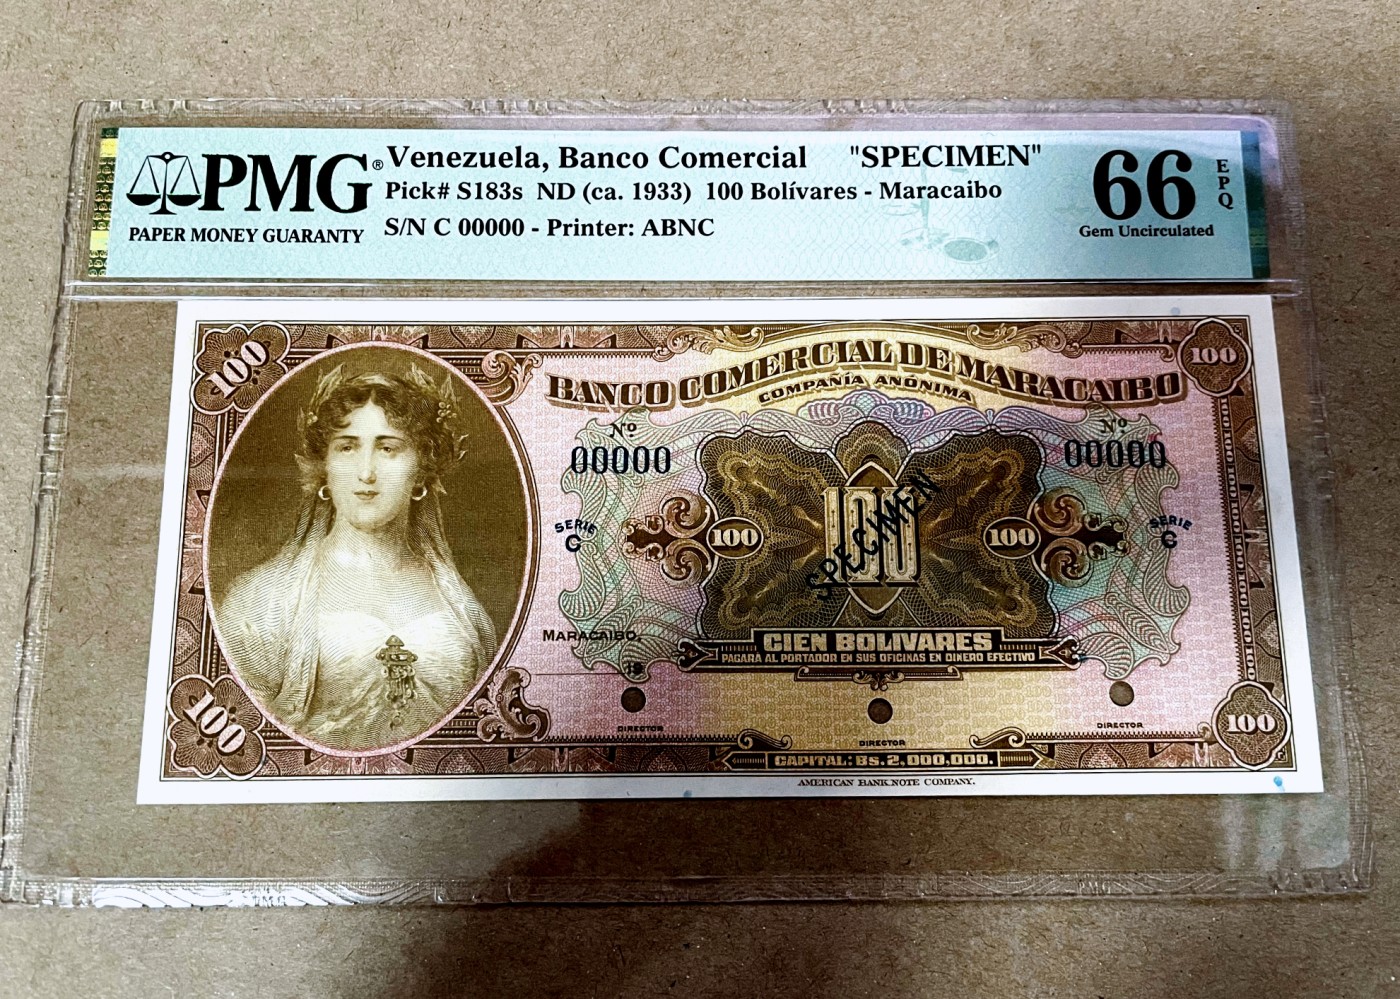 PMG®
PAPER MONEY GUARANTY
Venezuela, Banco Comercial "SPECIMEN"
Pick# S183s ND (ca. 1933) 100 Bolívares - Maracaibo
S/N C 00000 - Printer: ABNC
66 EPQ
Gem Uncirculated
100
100
BANCO COMERCIAL DE MARACAIBO
COMPAÑIA ANÓNIMA
Nº
00000
Nº
00000
SERIE
C
SERIE
C
100
100
100
SPECIMEN
MARACAIBO,
19
CIEN BOLIVARES
PAGARÁ AL PORTADOR EN SUS OFICINAS EN DINERO EFECTIVO
DIRECTOR
DIRECTOR
DIRECTOR
100
100
CAPITAL: Bs. 2,000,000.
AMERICAN BANK NOTE COMPANY.